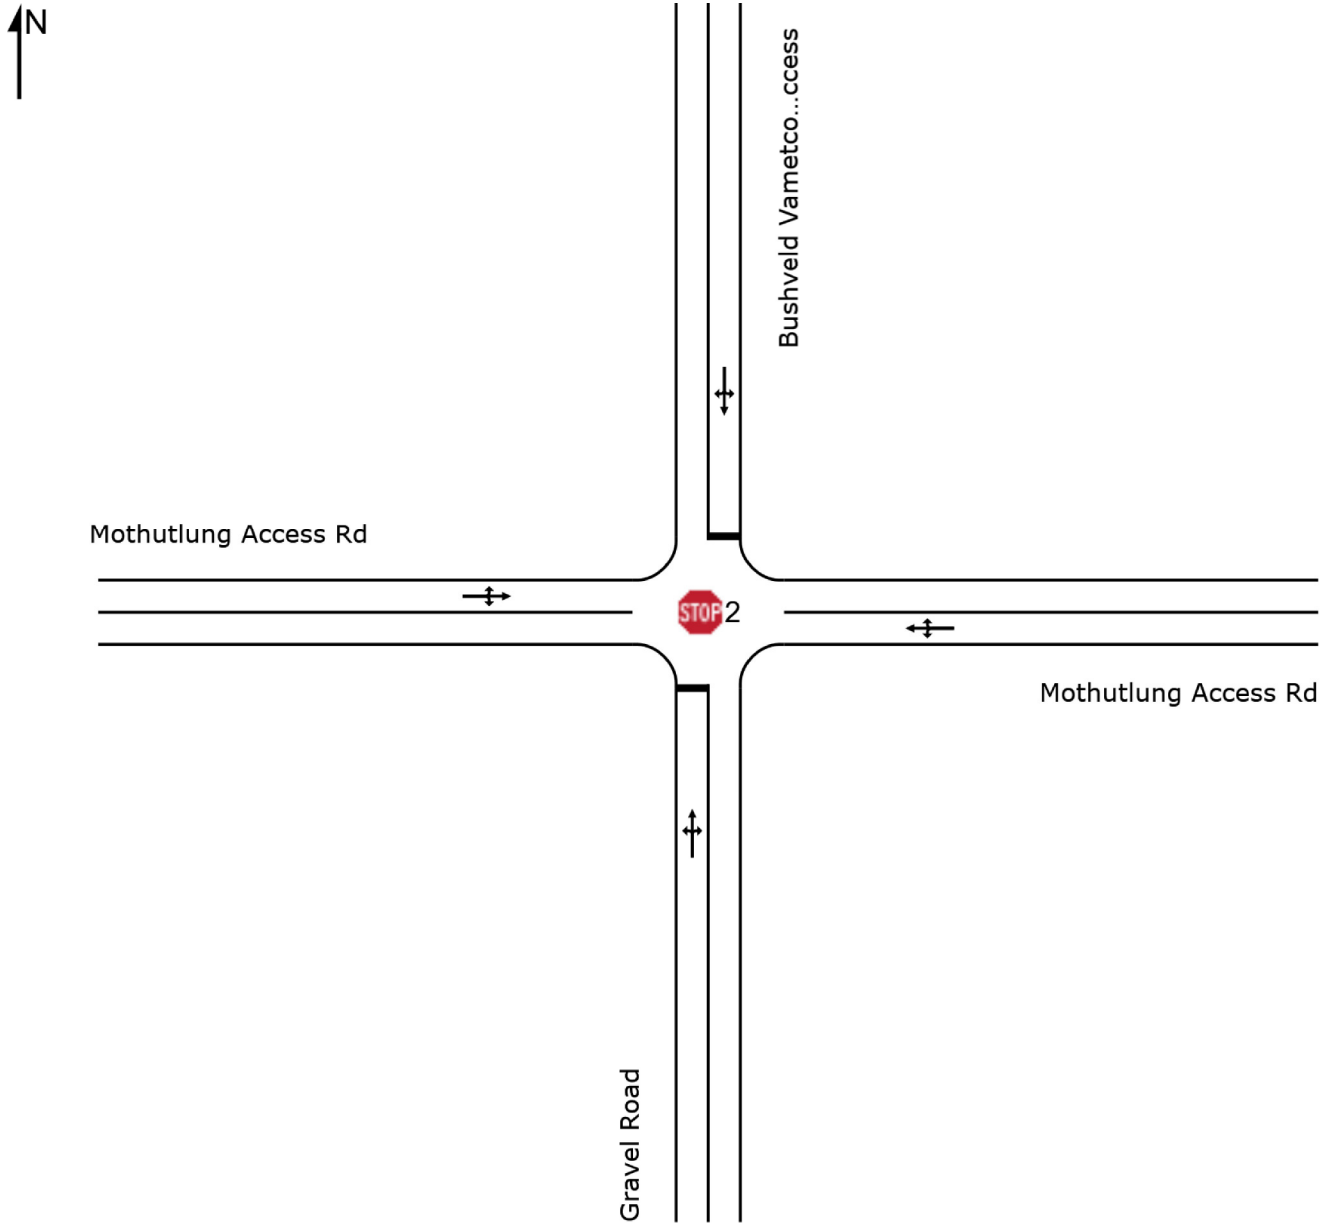 N
Bushveld Vametco...ccess
Mothutlung Access Rd
STOP 2
Mothutlung Access Rd
Gravel Road